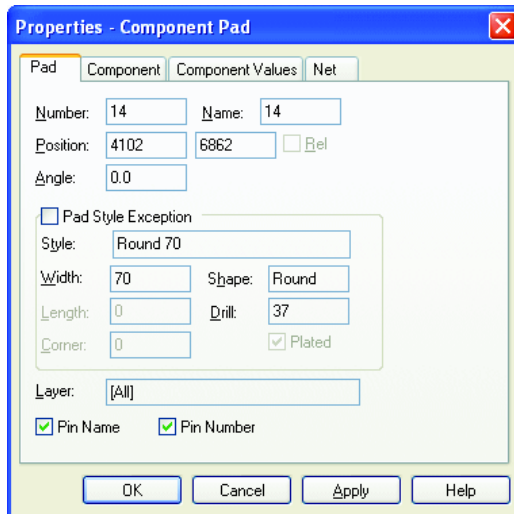 Properties - Component Pad
Pad Component Component Values Net
Number: 14 Name: 14
Position: 4102 6862 Rel
Angle: 0.0
Pad Style Exception
Style: Round 70
Width: 70 Shape: Round
Length: 0 Drill: 37
Corner: 0 Plated
Layer: [All]
Pin Name Pin Number
OK Cancel Apply Help